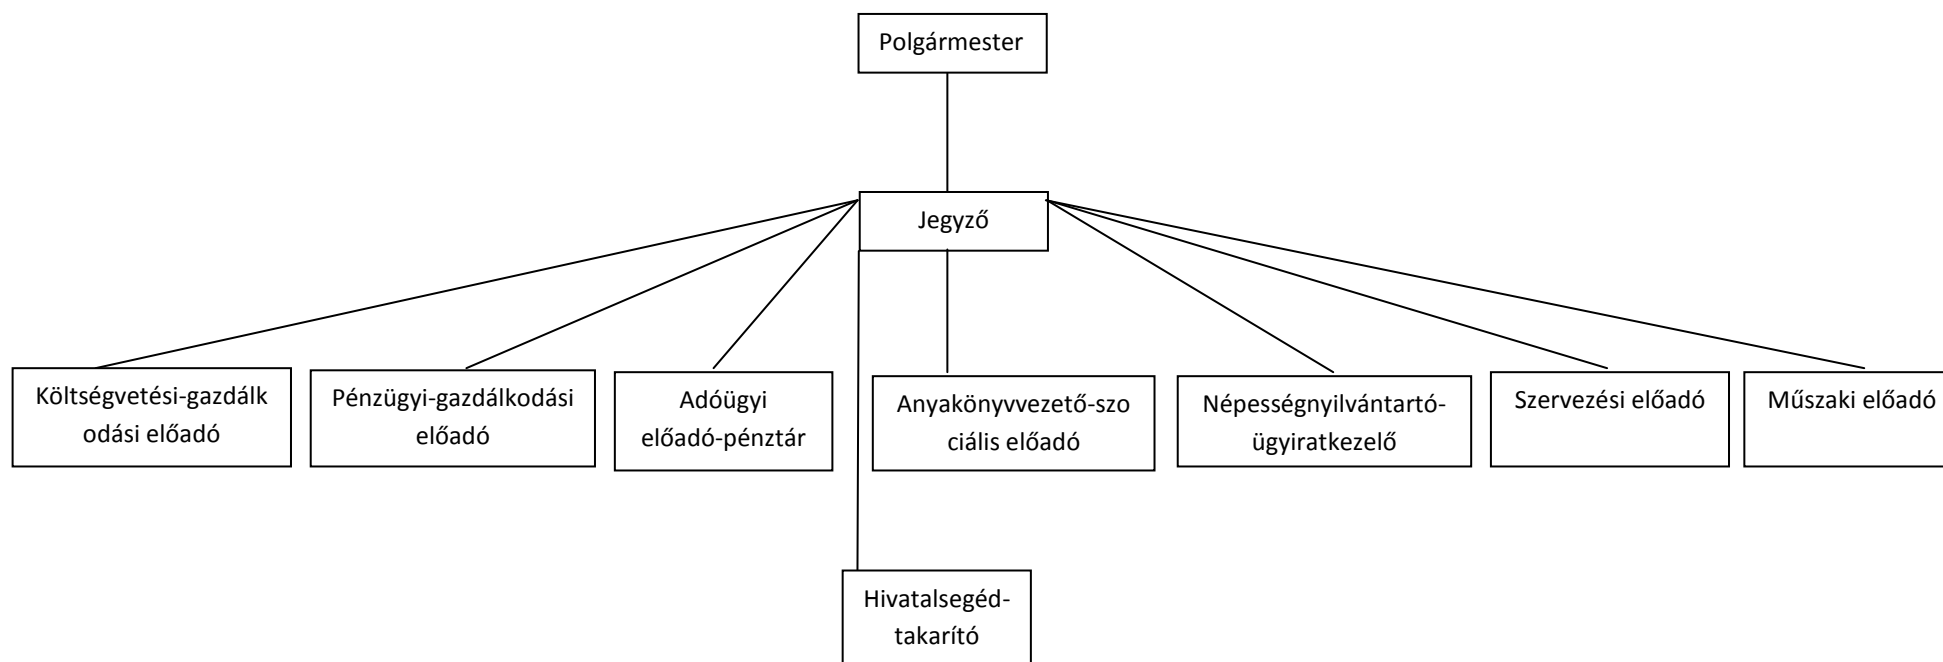 Polgármester
Jegyző
Költségvetési-gazdálk
odási előadó
Pénzügyi-gazdálkodási
előadó
Adóügyi
előadó-pénztár
Anyakönyvvezető-szo
ciális előadó
Népességnyilvántartó-
ügyiratkezelő
Szervezési előadó
Műszaki előadó
Hivatalsegéd-
takarító